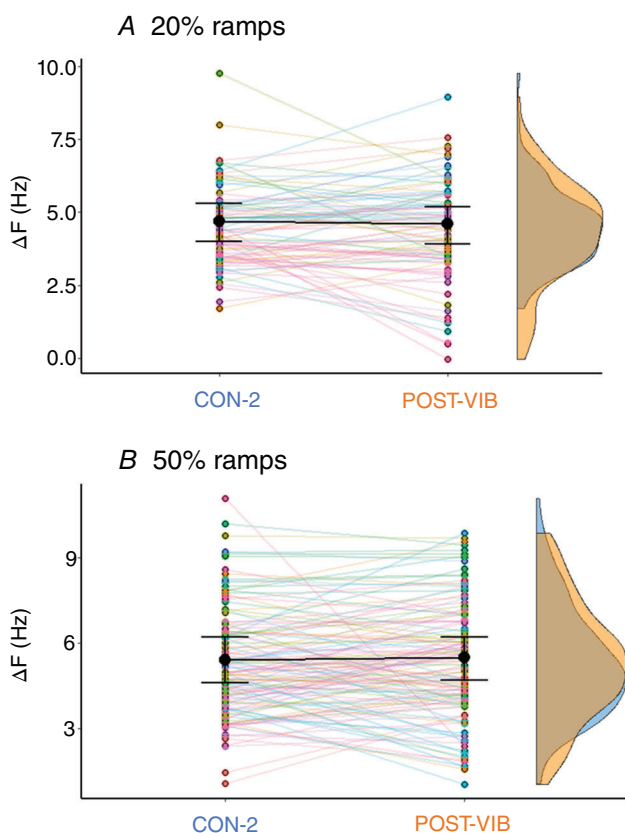 A 20% ramps
10.0
7.5
5.0
2.5
0.0
ΔF (Hz)
CON-2 POST-VIB
B 50% ramps
9
6
3
ΔF (Hz)
CON-2 POST-VIB